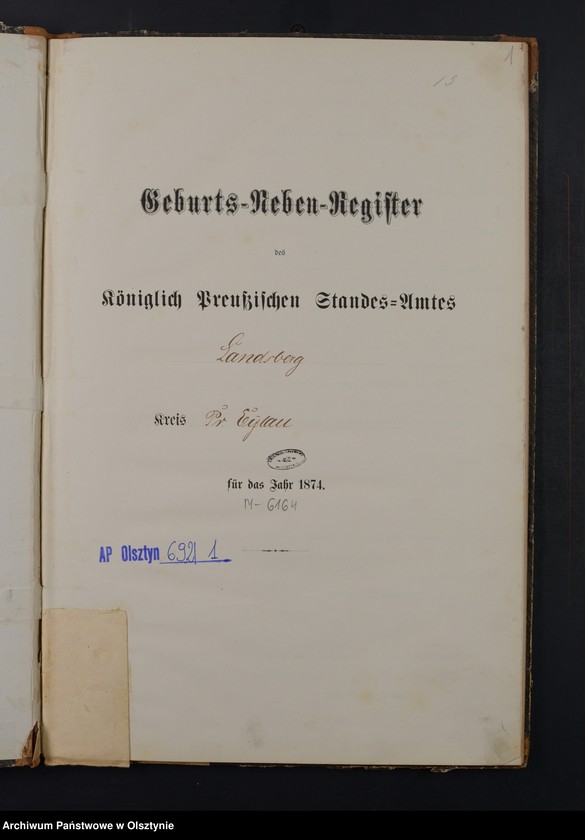 1
13
Geburts-Neben-Register
des
Königlich Preußischen Standes-Amtes
Landsberg
Kreis Pr Eylau
für das Jahr 1874.
M-6164
AP Olsztyn 692/1
Archiwum Państwowe w Olsztynie